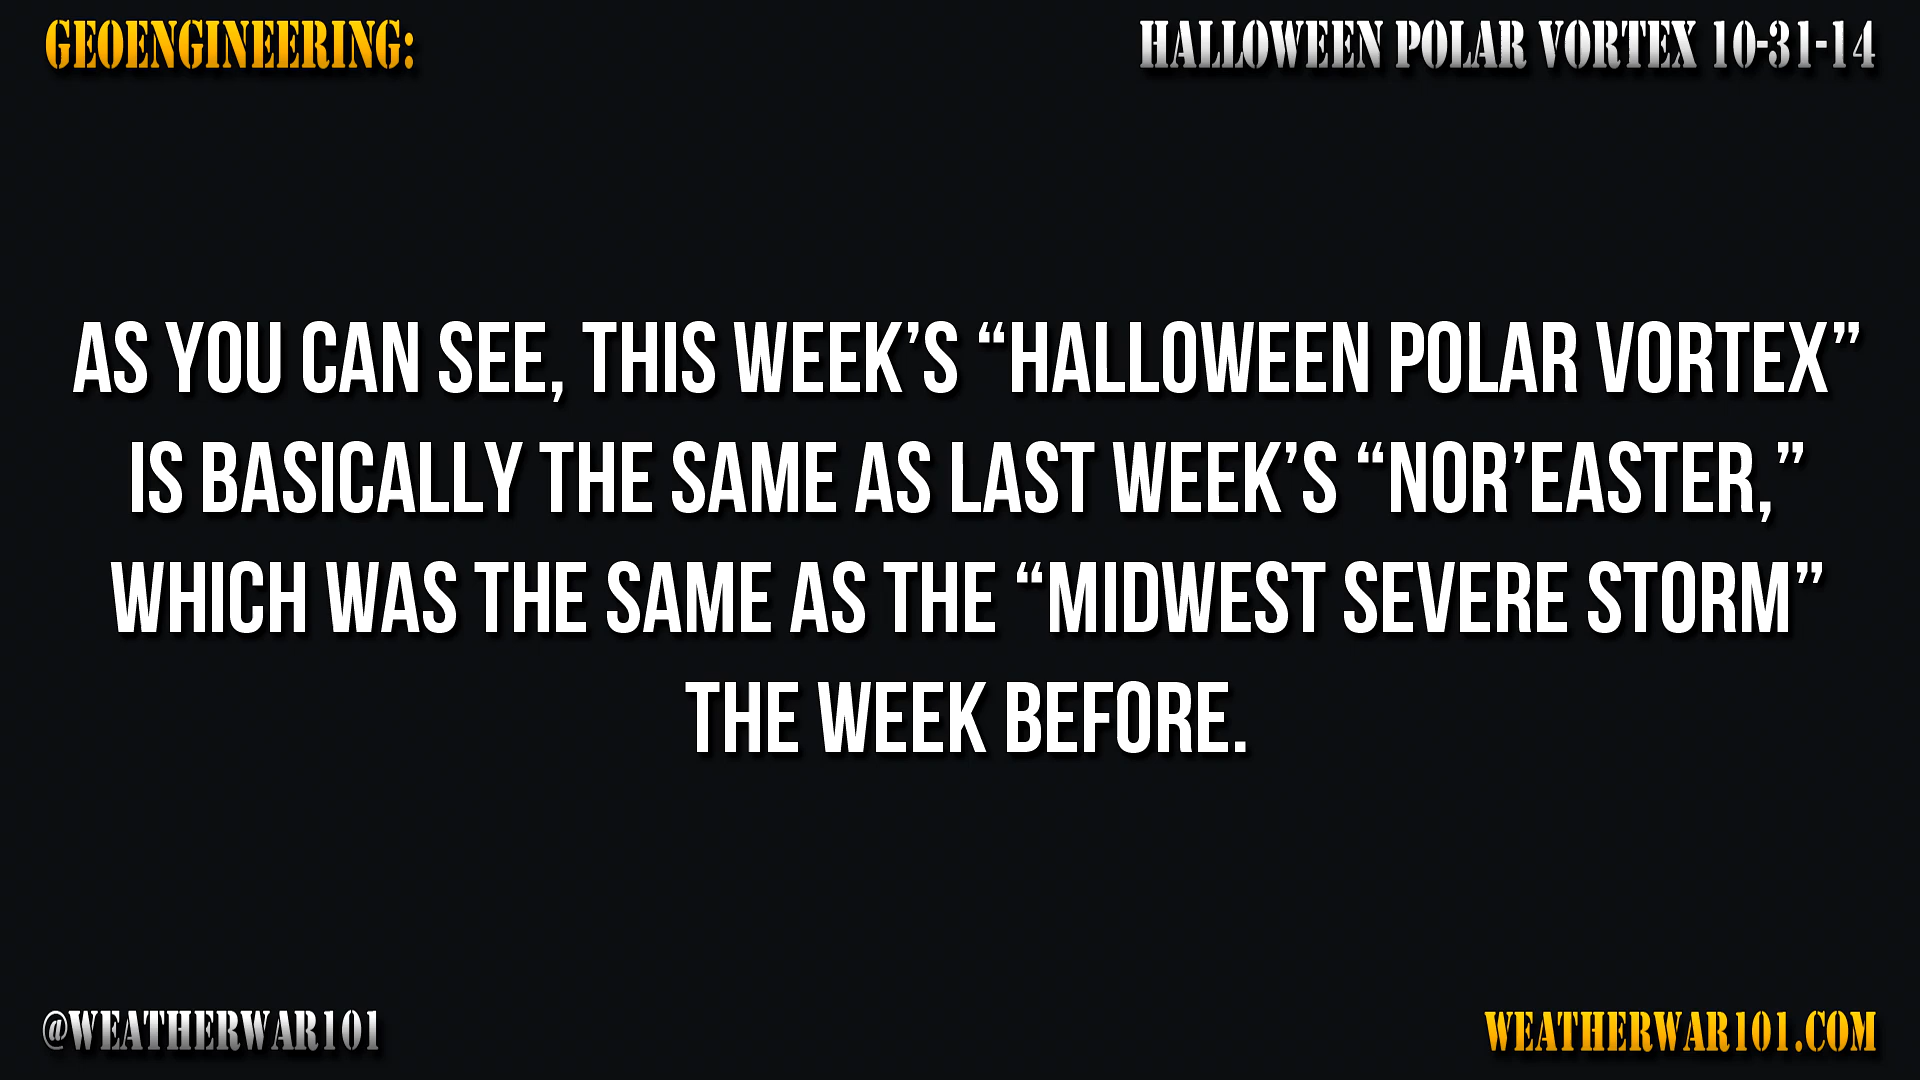 GEOENGINEERING:
HALLOWEEN POLAR VORTEX 10-31-14
AS YOU CAN SEE, THIS WEEK’S “HALLOWEEN POLAR VORTEX”
IS BASICALLY THE SAME AS LAST WEEK’S “NOR’EASTER,”
WHICH WAS THE SAME AS THE “MIDWEST SEVERE STORM”
THE WEEK BEFORE.
@WEATHERWAR101
WEATHERWAR101.COM